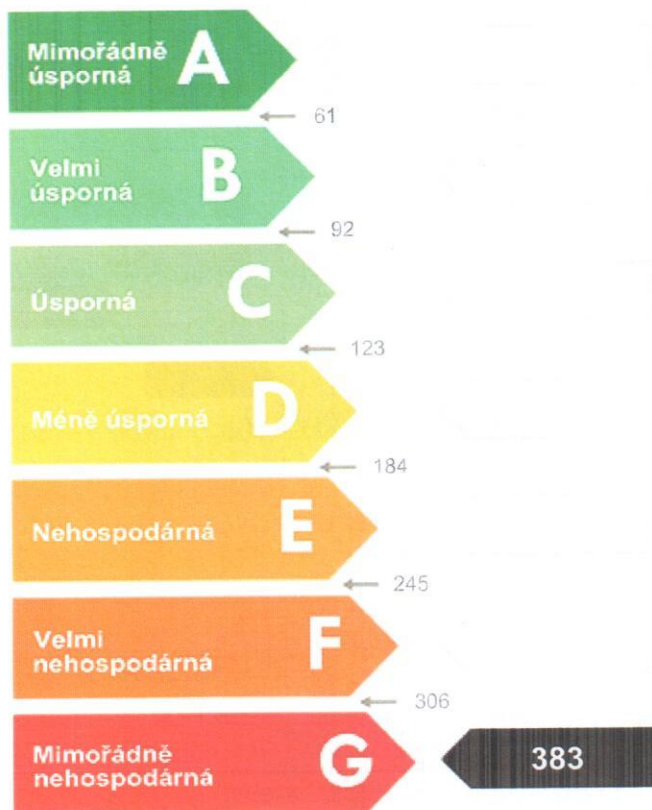 Mimořádně
úsporná
A
61
Velmi
úsporná
B
92
Úsporná
C
123
Méně úsporná
D
184
Nehospodárná
E
245
Velmi
nehospodárná
F
306
Mimořádně
nehospodárná
G
383